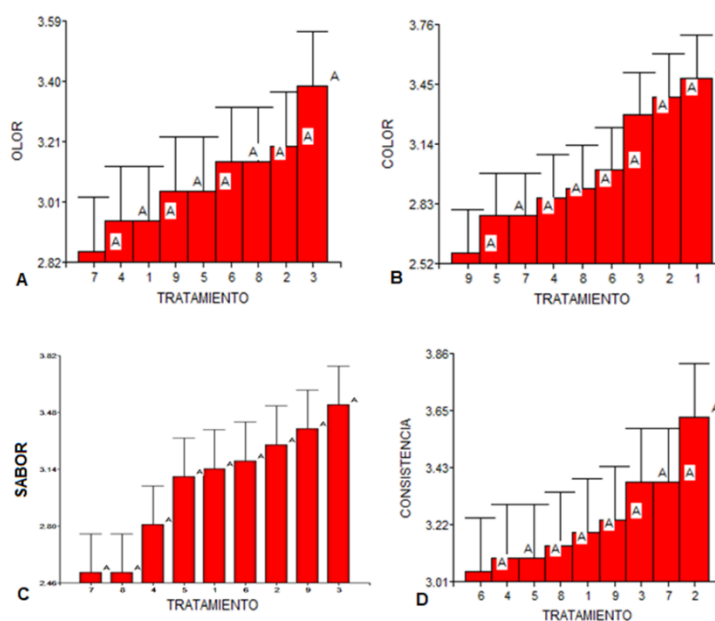 3.59
3.40
3.21
3.01
2.82
OLOR
A A A A A A A A A
7 4 1 9 5 6 8 2 3
TRATAMIENTO
A
3.76
3.45
3.14
2.83
2.52
COLOR
A A A A A A A A
9 5 7 4 8 6 3 2 1
TRATAMIENTO
B
3.82
3.48
3.14
2.80
2.46
SABOR
A A A A A A A A A
7 8 4 5 1 6 2 9 3
TRATAMIENTO
C
3.86
3.65
3.43
3.22
3.01
CONSISTENCIA
A A A A A A A A A
6 4 5 8 1 9 3 7 2
TRATAMIENTO
D